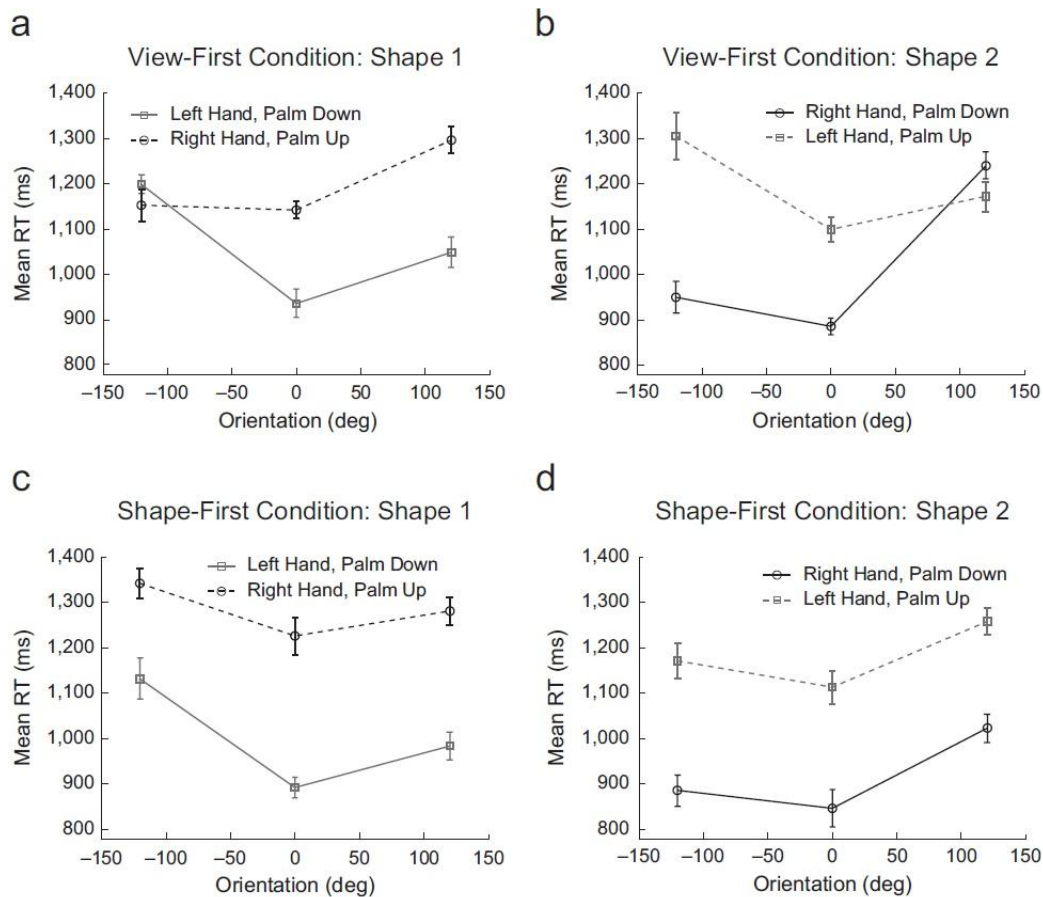 a
View-First Condition: Shape 1
1,400
1,300
1,200
1,100
1,000
900
800
Mean RT (ms)
Left Hand, Palm Down
Right Hand, Palm Up
–150 –100 –50 0 50 100 150
Orientation (deg)
b
View-First Condition: Shape 2
1,400
1,300
1,200
1,100
1,000
900
800
Mean RT (ms)
Right Hand, Palm Down
Left Hand, Palm Up
–150 –100 –50 0 50 100 150
Orientation (deg)
c
Shape-First Condition: Shape 1
1,400
1,300
1,200
1,100
1,000
900
800
Mean RT (ms)
Left Hand, Palm Down
Right Hand, Palm Up
–150 –100 –50 0 50 100 150
Orientation (deg)
d
Shape-First Condition: Shape 2
1,400
1,300
1,200
1,100
1,000
900
800
Mean RT (ms)
Right Hand, Palm Down
Left Hand, Palm Up
–150 –100 –50 0 50 100 150
Orientation (deg)